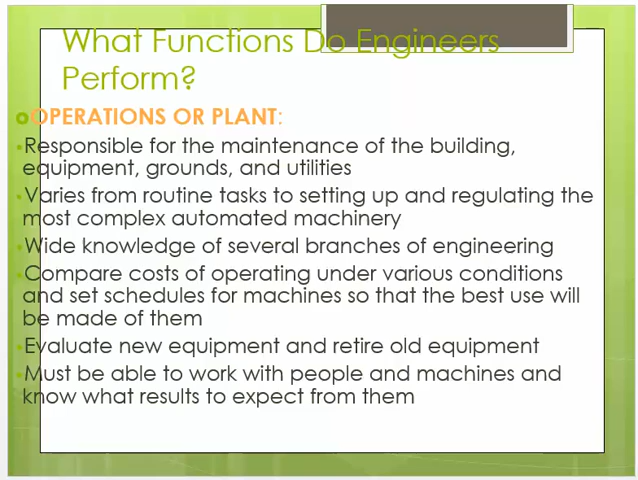 What Functions Do Engineers
Perform?
OPERATIONS OR PLANT:
•Responsible for the maintenance of the building,
equipment, grounds, and utilities
•Varies from routine tasks to setting up and regulating the
most complex automated machinery
•Wide knowledge of several branches of engineering
•Compare costs of operating under various conditions
and set schedules for machines so that the best use will
be made of them
•Evaluate new equipment and retire old equipment
•Must be able to work with people and machines and
know what results to expect from them